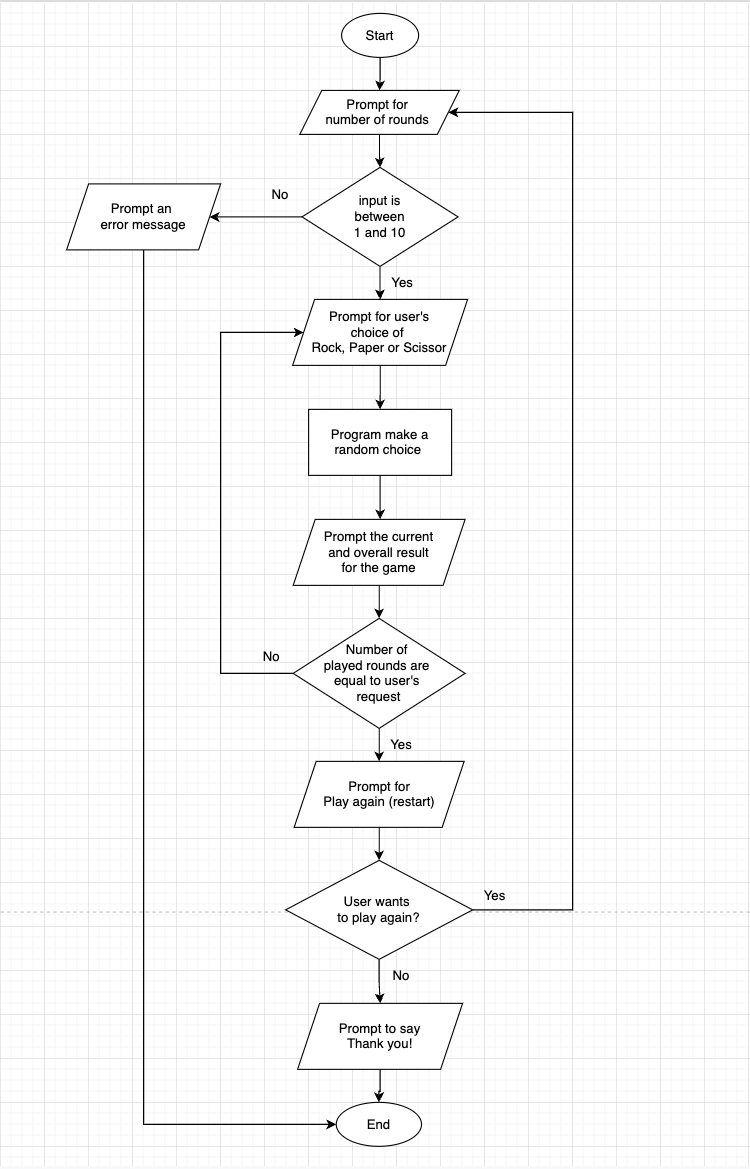 Start
Prompt for
number of rounds
No
input is
between
1 and 10
Prompt an
error message
Yes
Prompt for user's
choice of
Rock, Paper or Scissor
Program make a
random choice
Prompt the current
and overall result
for the game
No
Number of
played rounds are
equal to user's
request
Yes
Prompt for
Play again (restart)
User wants
to play again?
Yes
No
Prompt to say
Thank you!
End